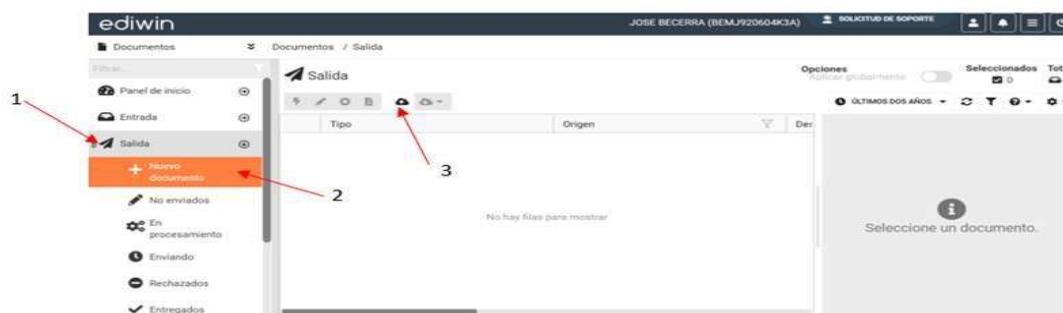 ediwin
JOSE BECERRA (BEMJ920604K3A)
SOLICITUD DE SOPORTE
Documentos
Documentos / Salida
Filtrar...
Salida
Opciones
Aplicar globalmente
Seleccionados
0
Tot
Panel de inicio
ÚLTIMOS DOS AÑOS
Entrada
Tipo
Origen
Des
1
Salida
3
Nuevo
documento
2
No enviados
No hay filas para mostrar
En
procesamiento
Seleccione un documento.
Enviando
Rechazados
Entregados